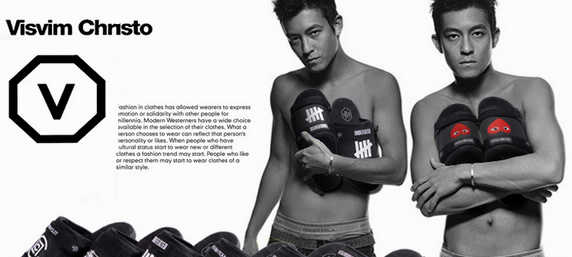 Visvim Christo
V
ashion in clothes has allowed wearers to express
motion or solidarity with other people for
hillennia. Modern Westerners have a wide choice
available in the selection of their clothes. What a
erson chooses to wear can reflect that person's
ersonality or likes. When people who have
ultural status start to wear new or different
clothes a fashion trend may start. People who like
or respect them may start to wear clothes of a
similar style.